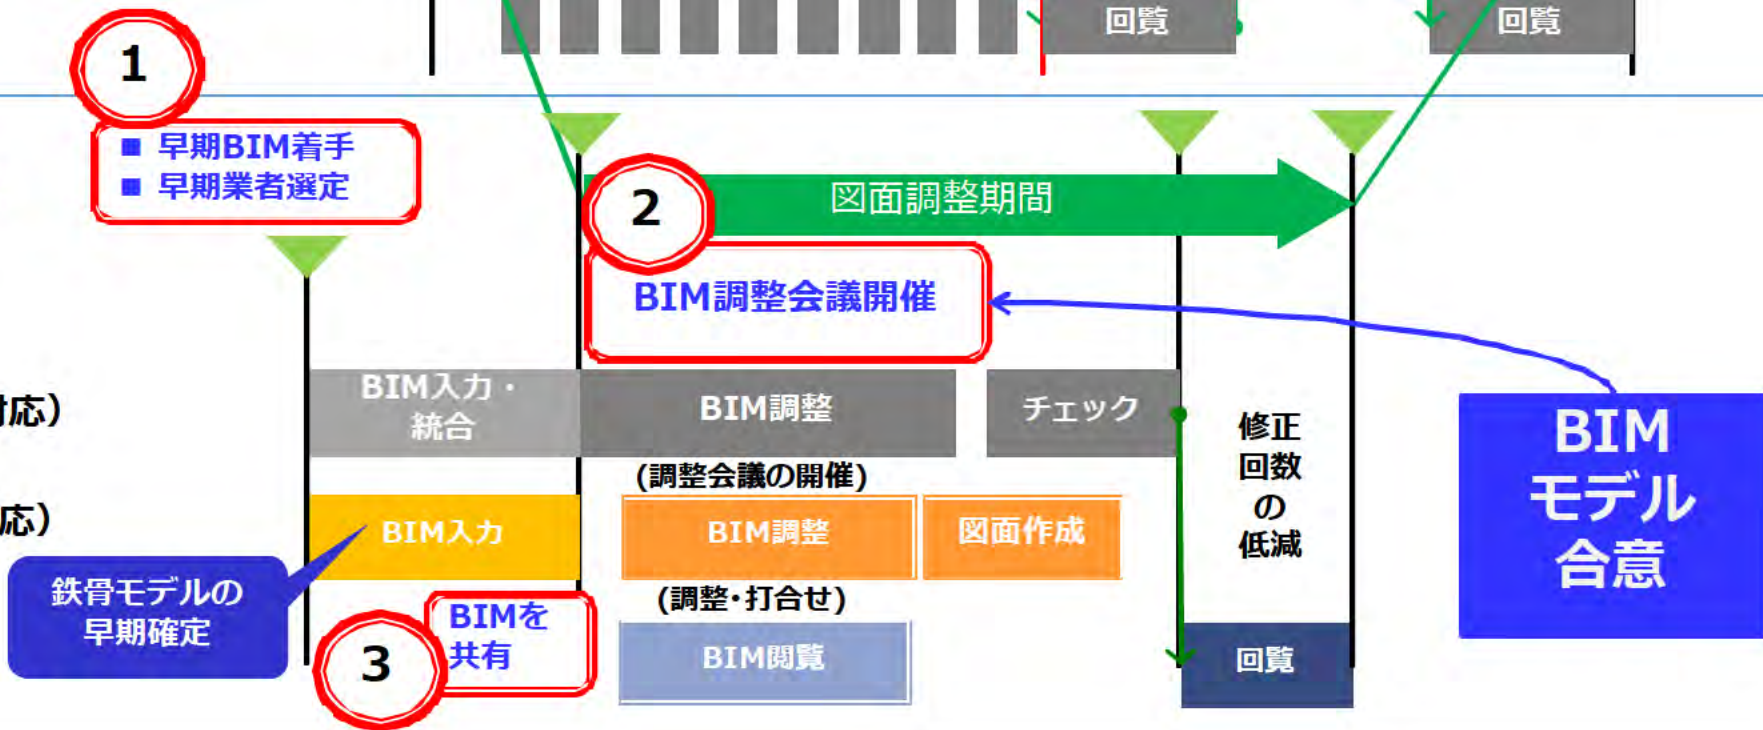 回覧
回覧
1
■ 早期BIM着手
■ 早期業者選定
2
図面調整期間
BIM調整会議開催
BIM入力・
統合
BIM調整
チェック
応）
(調整会議の開催)
修正
回数
の
低減
BIM
モデル
合意
応）
BIM入力
BIM調整
図面作成
鉄骨モデルの
早期確定
(調整・打合せ)
3
BIMを
共有
BIM閲覧
回覧